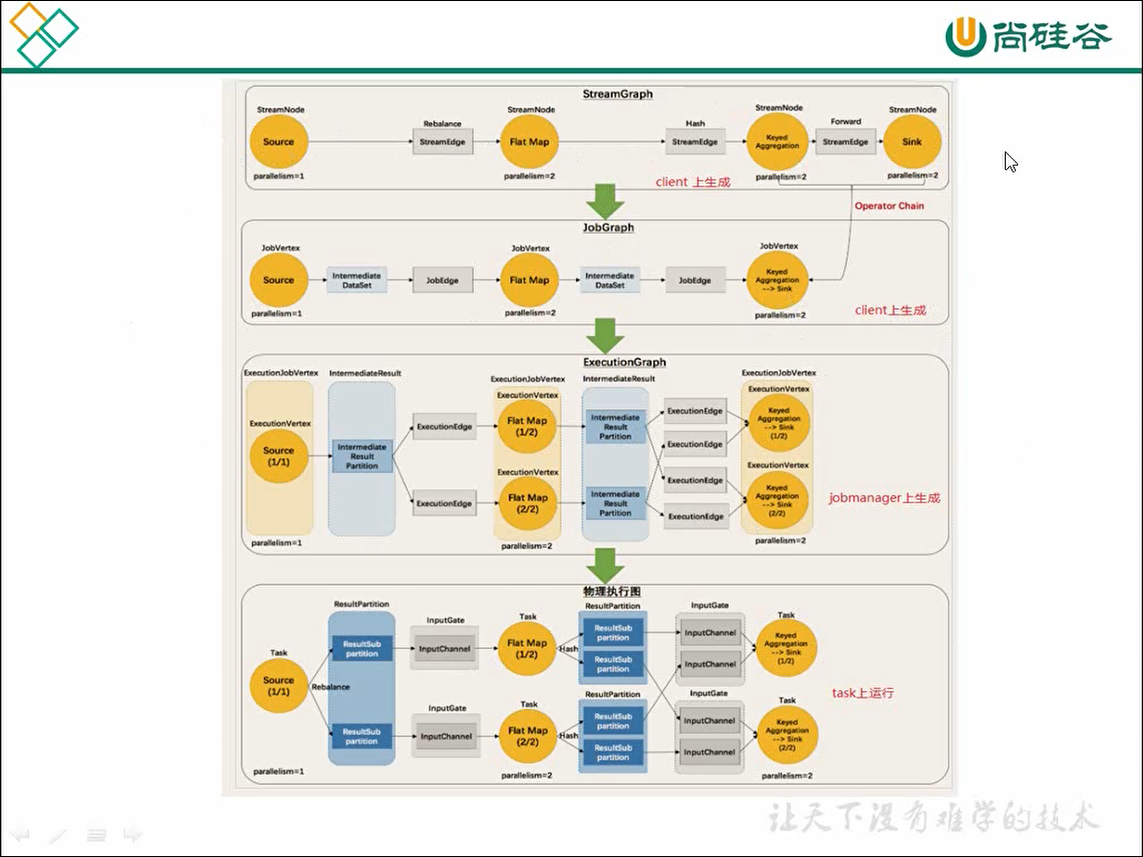 尚硅谷
StreamGraph
StreamNode
StreamNode
StreamNode
StreamNode
Rebalance
Hash
Forward
Source
StreamEdge
Flat Map
StreamEdge
Keyed
Aggregation
StreamEdge
Sink
parallelism=1
parallelism=2
client 上生成
parallelism=2
parallelism=2
Operator Chain
JobGraph
JobVertex
JobVertex
JobVertex
Source
Intermediate
DataSet
JobEdge
Flat Map
Intermediate
DataSet
JobEdge
Keyed
Aggregation
--> Sink
parallelism=1
parallelism=2
parallelism=2
client上生成
ExecutionGraph
ExecutionJobVertex
IntermediateResult
ExecutionJobVertex
IntermediateResult
ExecutionJobVertex
ExecutionVertex
Source
(1/1)
Intermediate
Result
Partition
ExecutionEdge
ExecutionEdge
ExecutionVertex
Flat Map
(1/2)
ExecutionVertex
Flat Map
(2/2)
Intermediate
Result
Partition
Intermediate
Result
Partition
ExecutionEdge
ExecutionEdge
ExecutionEdge
ExecutionEdge
ExecutionVertex
Keyed
Aggregation
--> Sink
(1/2)
ExecutionVertex
Keyed
Aggregation
--> Sink
(2/2)
jobmanager上生成
parallelism=1
parallelism=2
parallelism=2
物理执行图
Task
Source
(1/1)
Rebalance
ResultPartition
ResultSub
partition
ResultSub
partition
InputGate
InputChannel
InputGate
InputChannel
Task
Flat Map
(1/2)
Hash
Task
Flat Map
(2/2)
Hash
ResultPartition
ResultSub
partition
ResultSub
partition
ResultPartition
ResultSub
partition
ResultSub
partition
InputGate
InputChannel
InputChannel
InputGate
InputChannel
InputChannel
Task
Keyed
Aggregation
--> Sink
(1/2)
Task
Keyed
Aggregation
--> Sink
(2/2)
task上运行
parallelism=1
parallelism=2
parallelism=2
让天下没有难学的技术